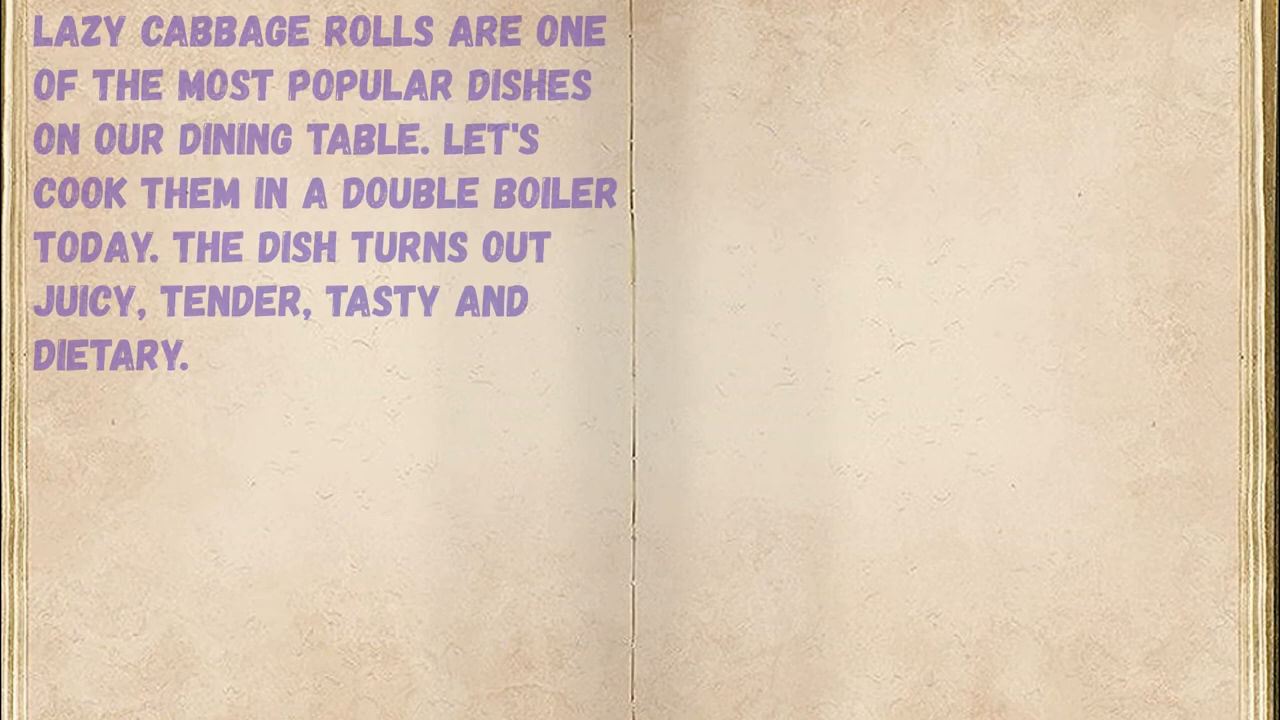 LAZY CABBAGE ROLLS ARE ONE
OF THE MOST POPULAR DISHES
ON OUR DINING TABLE. LET'S
COOK THEM IN A DOUBLE BOILER
TODAY. THE DISH TURNS OUT
JUICY, TENDER, TASTY AND
DIETARY.